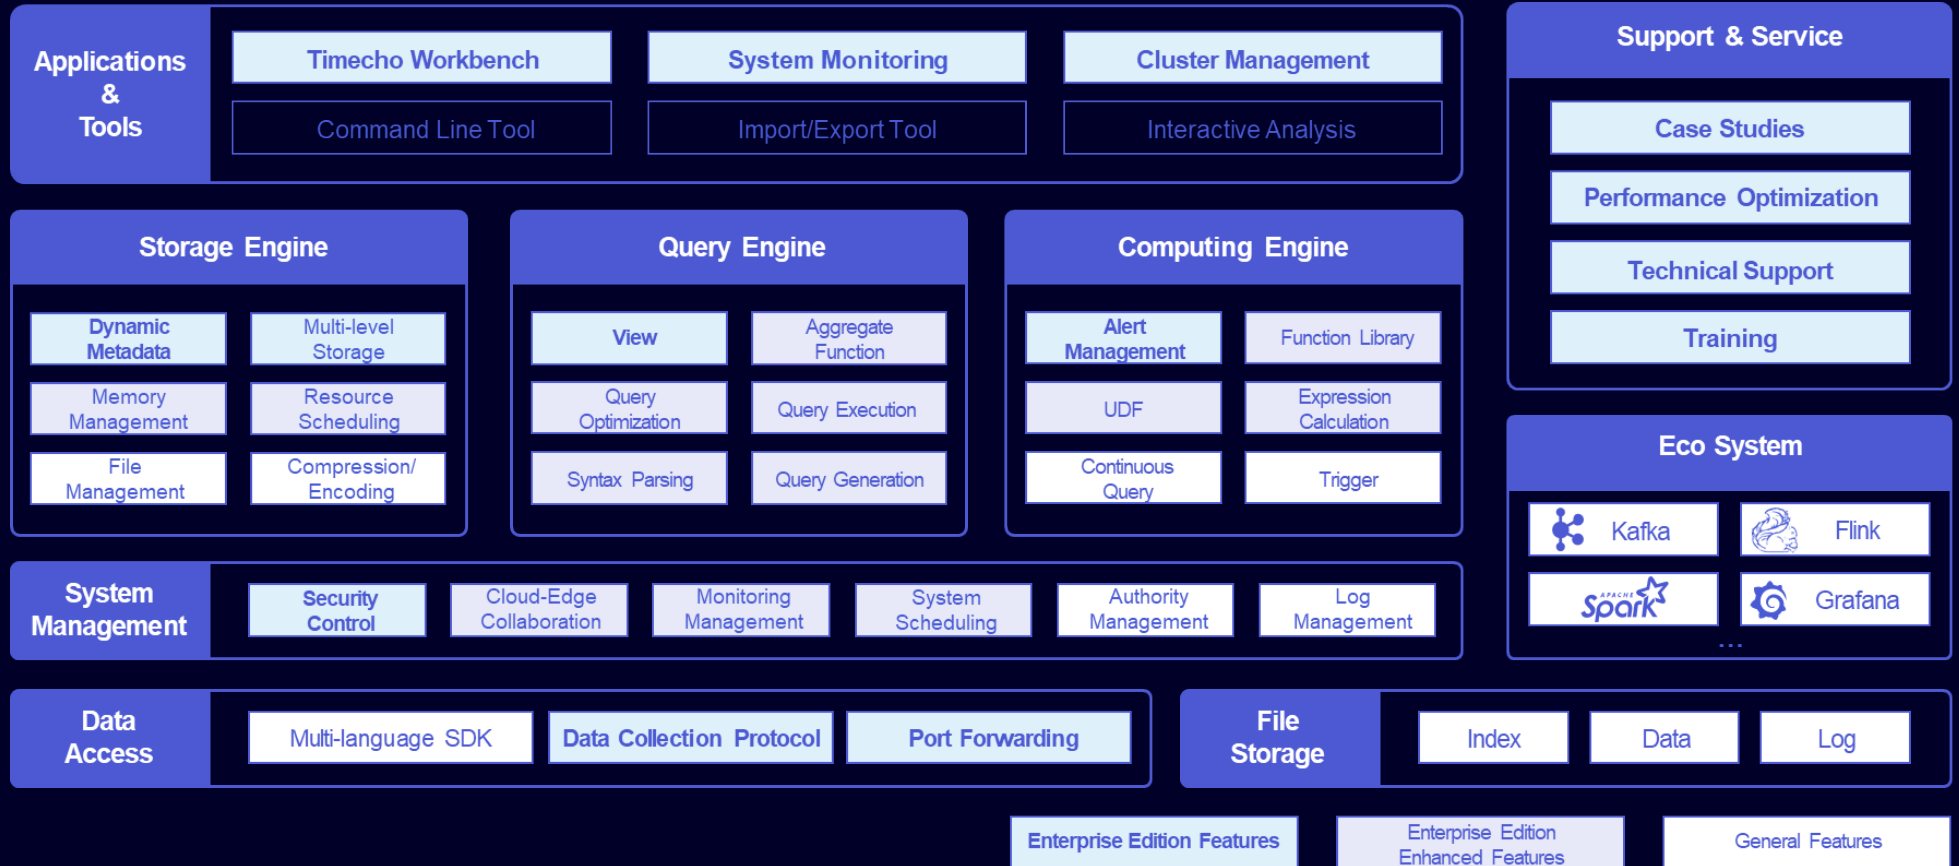 Applications
&
Tools
Timecho Workbench
System Monitoring
Cluster Management
Command Line Tool
Import/Export Tool
Interactive Analysis
Support & Service
Case Studies
Performance Optimization
Technical Support
Training
Storage Engine
Dynamic
Metadata
Multi-level
Storage
Memory
Management
Resource
Scheduling
File
Management
Compression/
Encoding
Query Engine
View
Aggregate
Function
Query
Optimization
Query Execution
Syntax Parsing
Query Generation
Computing Engine
Alert
Management
Function Library
UDF
Expression
Calculation
Continuous
Query
Trigger
Eco System
Kafka
Flink
APACHE
Spark
Grafana
...
System
Management
Security
Control
Cloud-Edge
Collaboration
Monitoring
Management
System
Scheduling
Authority
Management
Log
Management
Data
Access
Multi-language SDK
Data Collection Protocol
Port Forwarding
File
Storage
Index
Data
Log
Enterprise Edition Features
Enterprise Edition
Enhanced Features
General Features